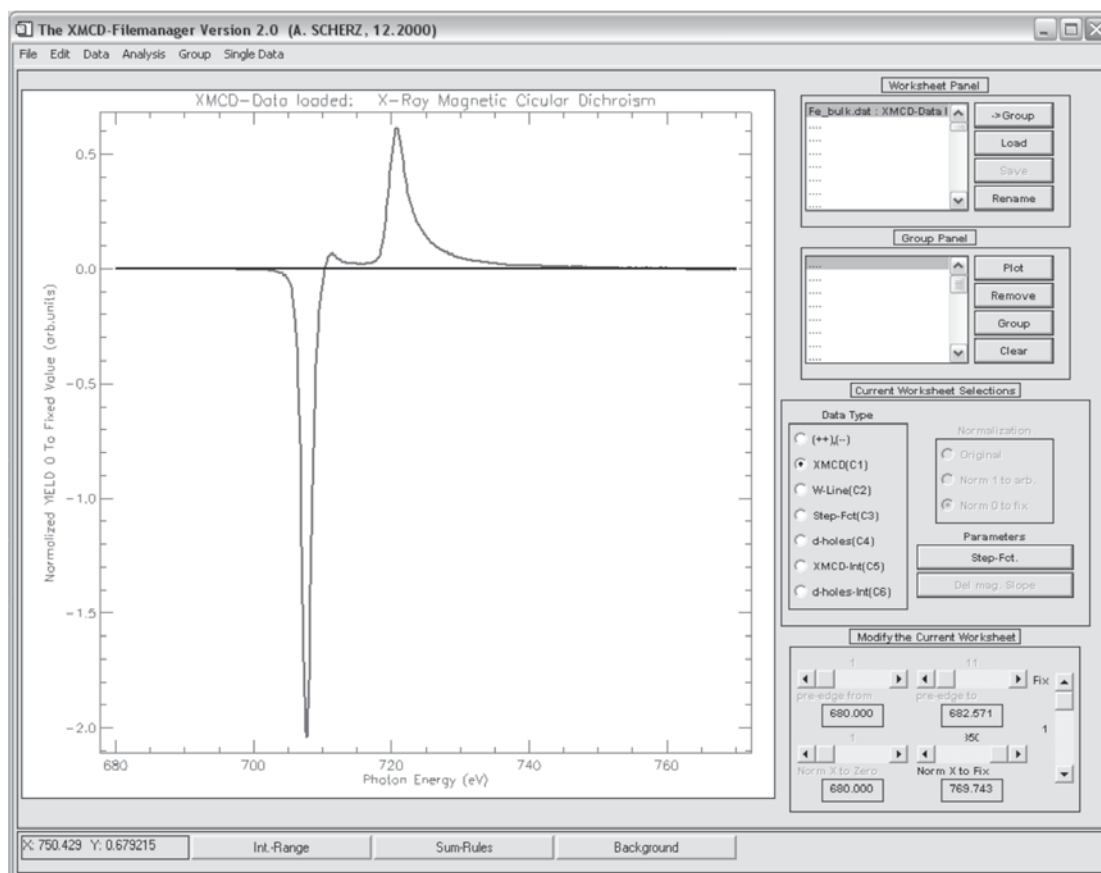 The XMCD-Filemanager Version 2.0 (A. SCHERZ, 12.2000)
File Edit Data Analysis Group Single Data
XMCD-Data loaded: X-Ray Magnetic Cicular Dichroism
0.5
0.0
-0.5
-1.0
-1.5
-2.0
Normalized YIELD 0 To Fixed Value (arb.units)
680 700 720 740 760
Photon Energy (eV)
Worksheet Panel
Fe_bulk.dat : XMCD-Data
....
....
....
....
....
....
->Group
Load
Save
Rename
Group Panel
....
....
....
....
....
....
....
Plot
Remove
Group
Clear
Current Worksheet Selections
Data Type
(++),(--)
XMCD(C1)
W-Line(C2)
Step-Fct(C3)
d-holes(C4)
XMCD-Int(C5)
d-holes-Int(C6)
Normalization
Original
Norm 1 to arb.
Norm 0 to fix
Parameters
Step-Fct.
Del mag. Slope
Modify the Current Worksheet
1 11
Fix
pre-edge from pre-edge to
680.000 682.571
1
1
Norm X to Zero Norm X to Fix
680.000 769.743
X: 750.429 Y: 0.679215
Int.-Range
Sum-Rules
Background